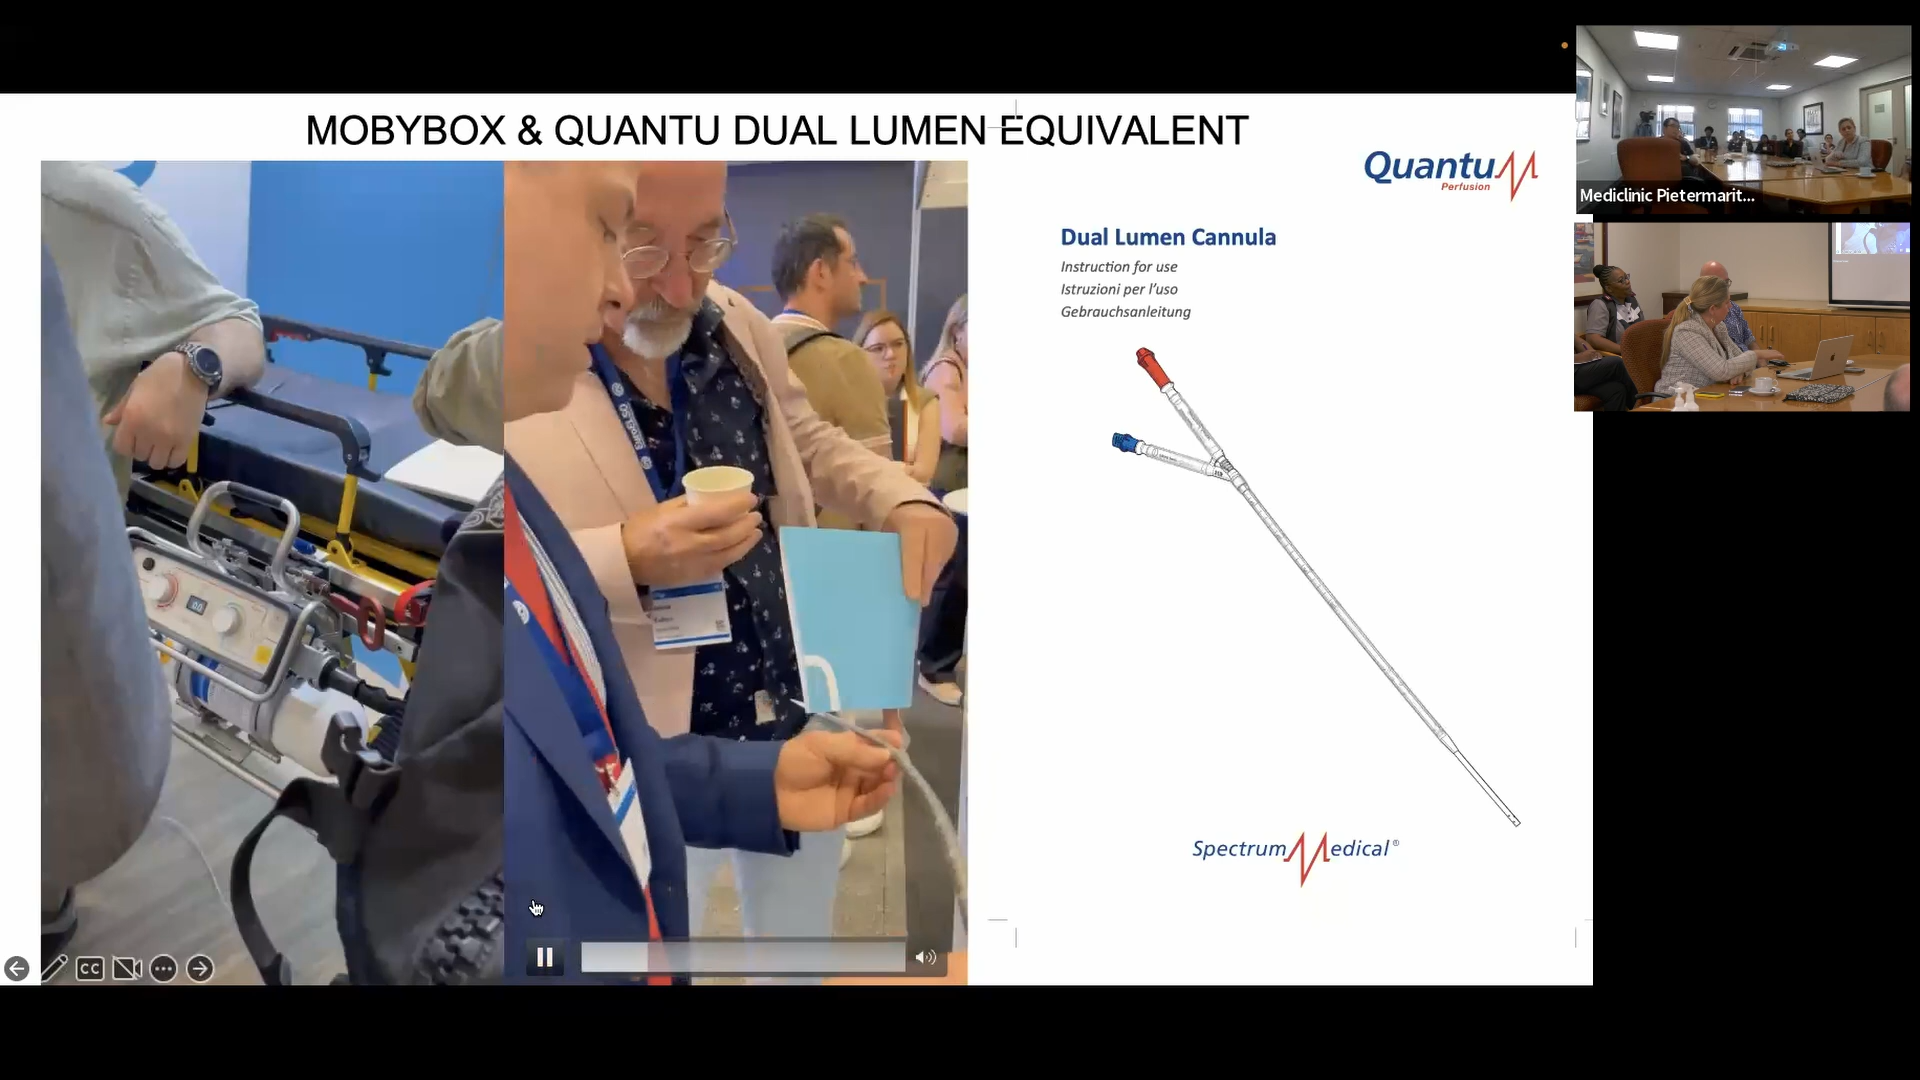 MOBYBOX & QUANTU DUAL LUMEN EQUIVALENT
QuantuM
Perfusion
Dual Lumen Cannula
Instruction for use
Istruzioni per l'uso
Gebrauchsanleitung
Spectrum Medical®
Mediclinic Pietermarit...
CC